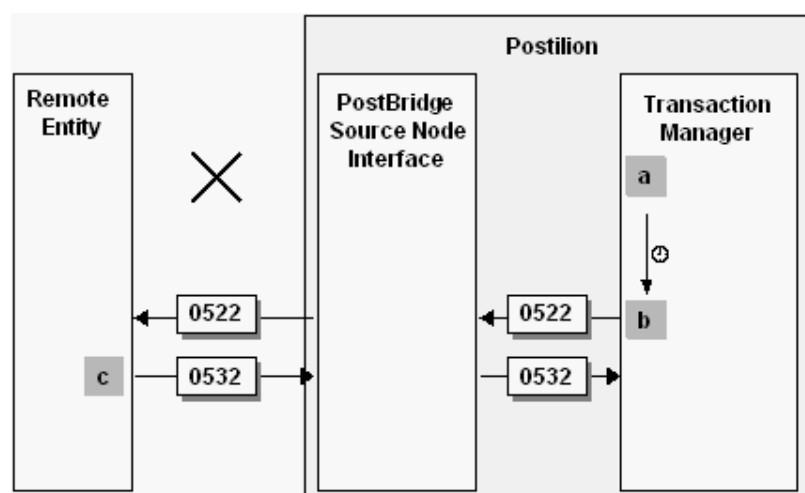 Postilion
Remote
Entity
PostBridge
Source Node
Interface
Transaction
Manager
a
0522
0522
b
c
0532
0532